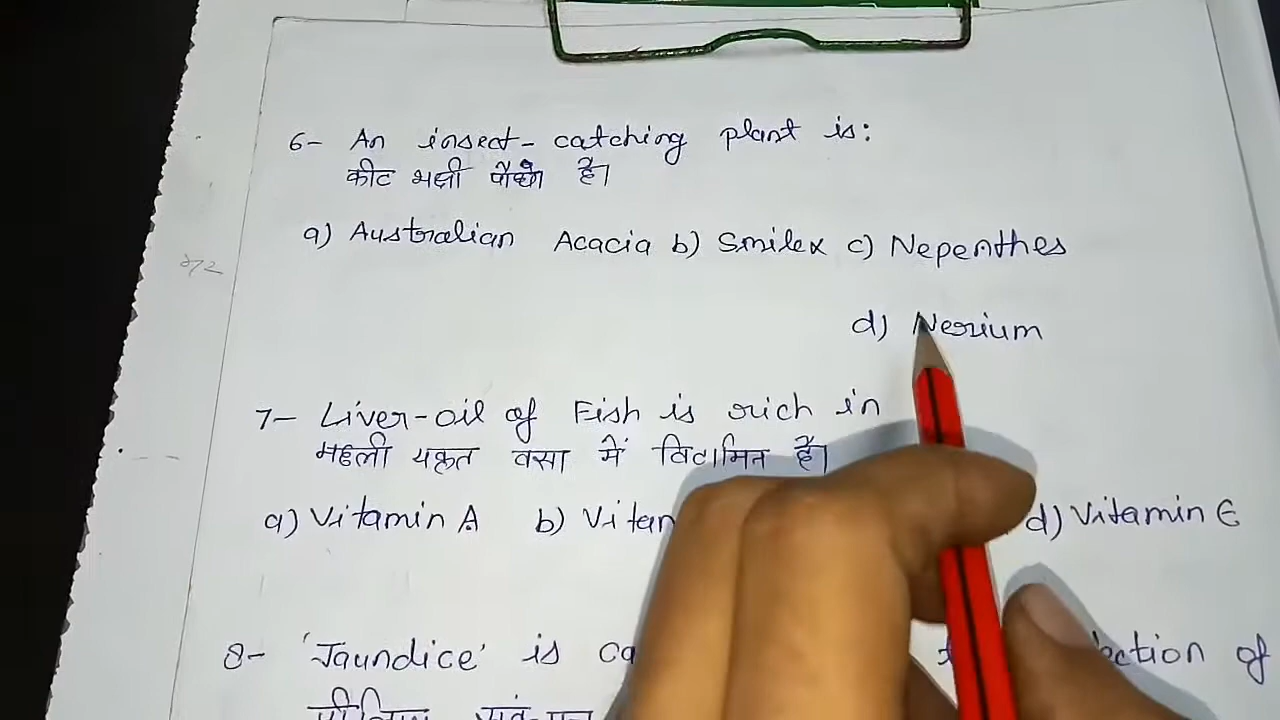 6- An insect-catching plant is:
कीट भक्षी पौधा है।
a) Australian Acacia b) Smilex c) Nepenthes
d) Nerium
7- Liver-oil of Fish is rich in
मछली यकृत वसा में विटामिन है।
a) Vitamin A b) d) Vitamin E
8- 'Jaundice' is of